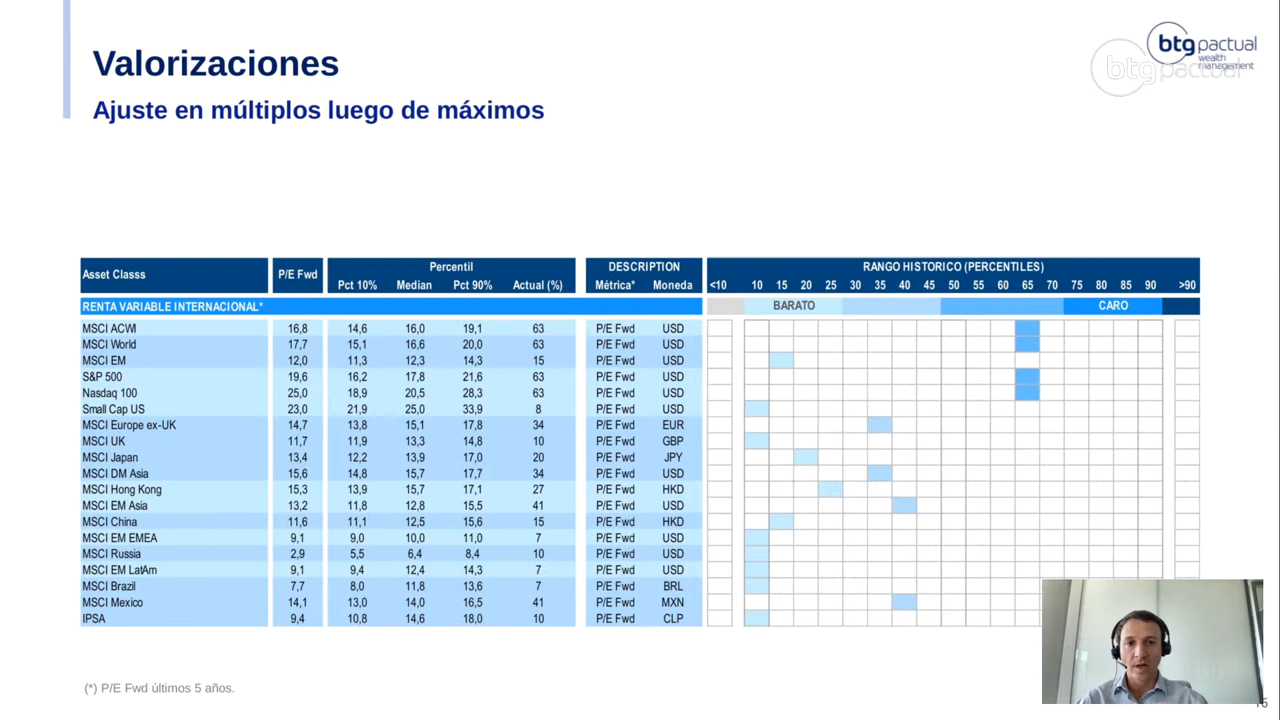 Valorizaciones
Ajuste en múltiplos luego de máximos
btg pactual
wealth
management
btg pactual
Asset Classs P/E Fwd Percentil DESCRIPTION RANGO HISTORICO (PERCENTILES)
Pct 10% Median Pct 90% Actual (%) Métrica* Moneda <10 10 15 20 25 30 35 40 45 50 55 60 65 70 75 80 85 90 >90
RENTA VARIABLE INTERNACIONAL* BARATO CARO
MSCI ACWI 16,8 14,6 16,0 19,1 63 P/E Fwd USD
MSCI World 17,7 15,1 16,6 20,0 63 P/E Fwd USD
MSCI EM 12,0 11,3 12,3 14,3 15 P/E Fwd USD
S&P 500 19,6 16,2 17,8 21,6 63 P/E Fwd USD
Nasdaq 100 25,0 18,9 20,5 28,3 63 P/E Fwd USD
Small Cap US 23,0 21,9 25,0 33,9 8 P/E Fwd USD
MSCI Europe ex-UK 14,7 13,8 15,1 17,8 34 P/E Fwd EUR
MSCI UK 11,7 11,9 13,3 14,8 10 P/E Fwd GBP
MSCI Japan 13,4 12,2 13,9 17,0 20 P/E Fwd JPY
MSCI DM Asia 15,6 14,8 15,7 17,7 34 P/E Fwd USD
MSCI Hong Kong 15,3 13,9 15,7 17,1 27 P/E Fwd HKD
MSCI EM Asia 13,2 11,8 12,8 15,5 41 P/E Fwd USD
MSCI China 11,6 11,1 12,5 15,6 15 P/E Fwd HKD
MSCI EM EMEA 9,1 9,0 10,0 11,0 7 P/E Fwd USD
MSCI Russia 2,9 5,5 6,4 8,4 10 P/E Fwd USD
MSCI EM LatAm 9,1 9,4 12,4 14,3 7 P/E Fwd USD
MSCI Brazil 7,7 8,0 11,8 13,6 7 P/E Fwd BRL
MSCI Mexico 14,1 13,0 14,0 16,5 41 P/E Fwd MXN
IPSA 9,4 10,8 14,6 18,0 10 P/E Fwd CLP
(*) P/E Fwd últimos 5 años.